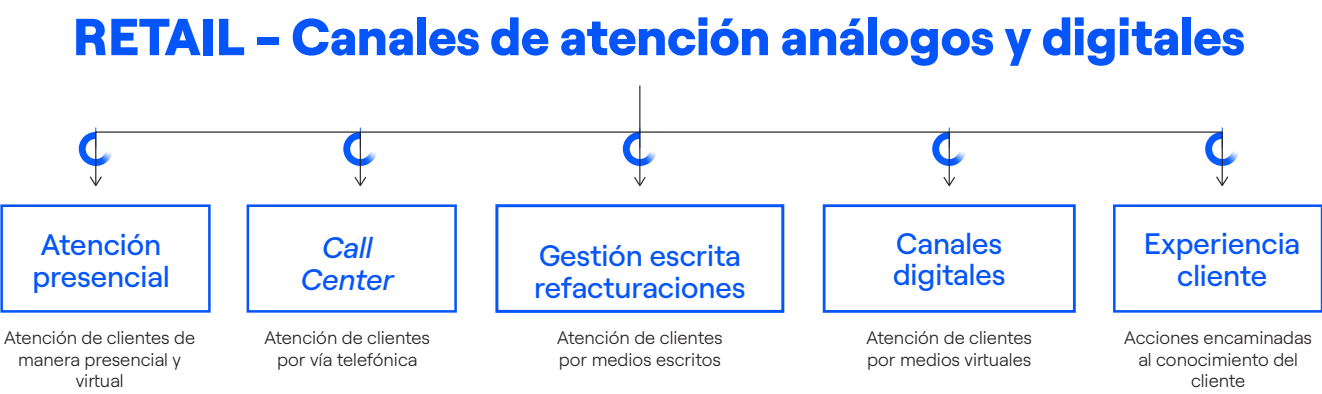 RETAIL – Canales de atención análogos y digitales
Atención
presencial
Call
Center
Gestión escrita
refacturaciones
Canales
digitales
Experiencia
cliente
Atención de clientes de
manera presencial y
virtual
Atención de clientes
por vía telefónica
Atención de clientes
por medios escritos
Atención de clientes
por medios virtuales
Acciones encaminadas
al conocimiento del
cliente